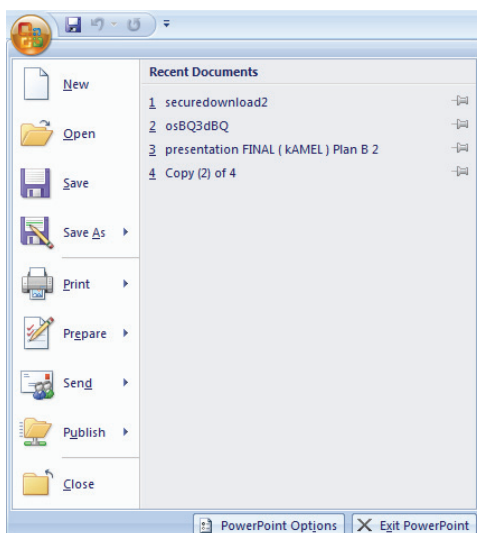 New
Open
Save
Save As
Print
Prepare
Send
Publish
Close
Recent Documents
1 securedownload2
2 osBQ3dBQ
3 presentation FINAL ( kAMEL ) Plan B 2
4 Copy (2) of 4
PowerPoint Options
Exit PowerPoint